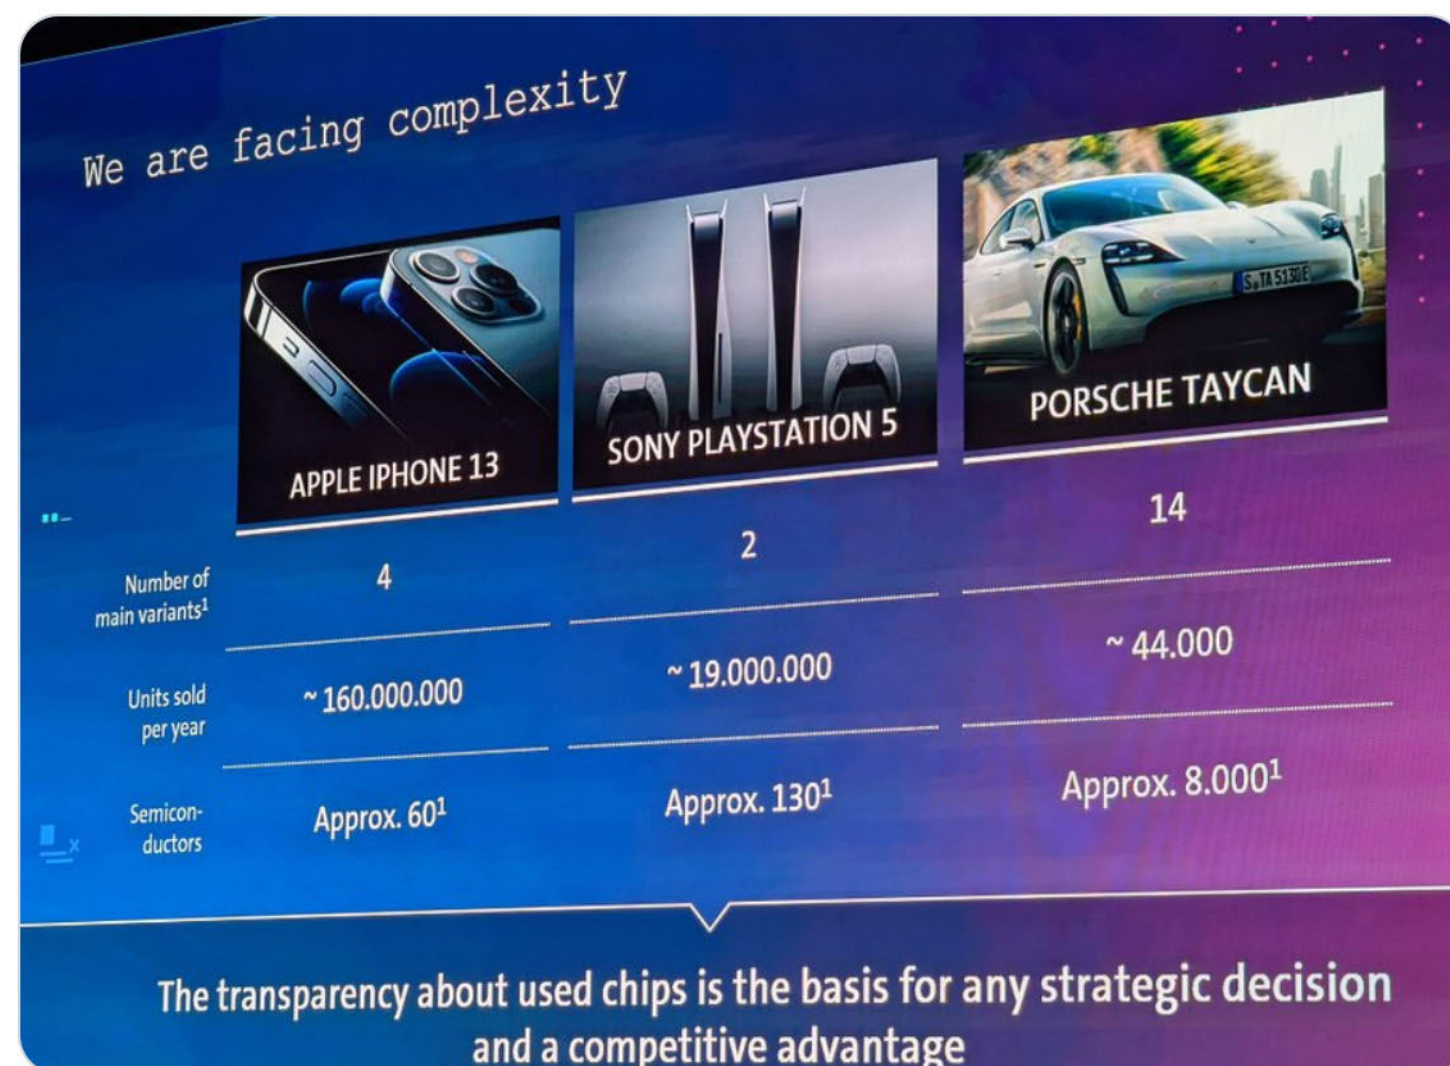 We are facing complexity
APPLE IPHONE 13
SONY PLAYSTATION 5
S TA 5130E
PORSCHE TAYCAN
Number of
main variants¹
4
2
14
Units sold
per year
~ 160.000.000
~ 19.000.000
~ 44.000
Semicon-
ductors
Approx. 60¹
Approx. 130¹
Approx. 8.000¹
The transparency about used chips is the basis for any strategic decision
and a competitive advantage